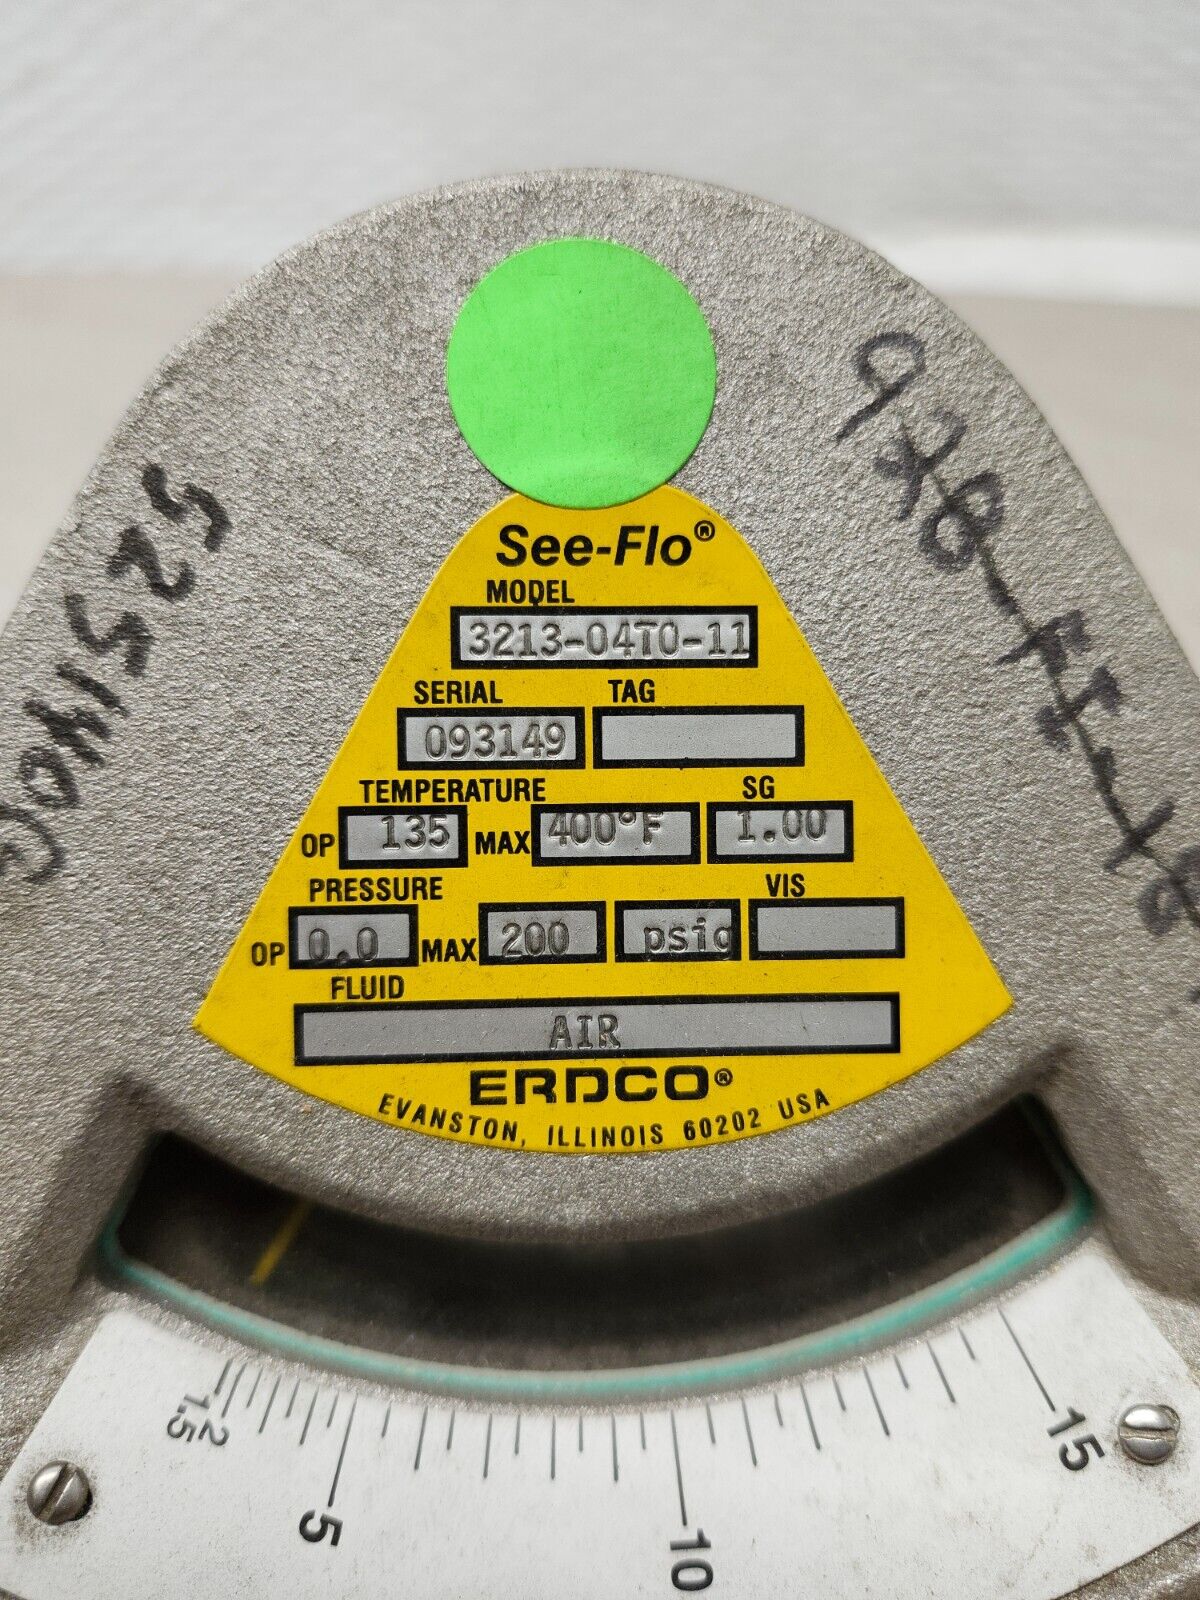 See-Flo®
MODEL
3213-04T0-11
SERIAL TAG
093149
TEMPERATURE SG
OP 135 MAX 400°F 1.00
PRESSURE VIS
OP 0.0 MAX 200 psig
FLUID
AIR
ERDCO®
EVANSTON, ILLINOIS 60202 USA
1.5 2 5 10 15